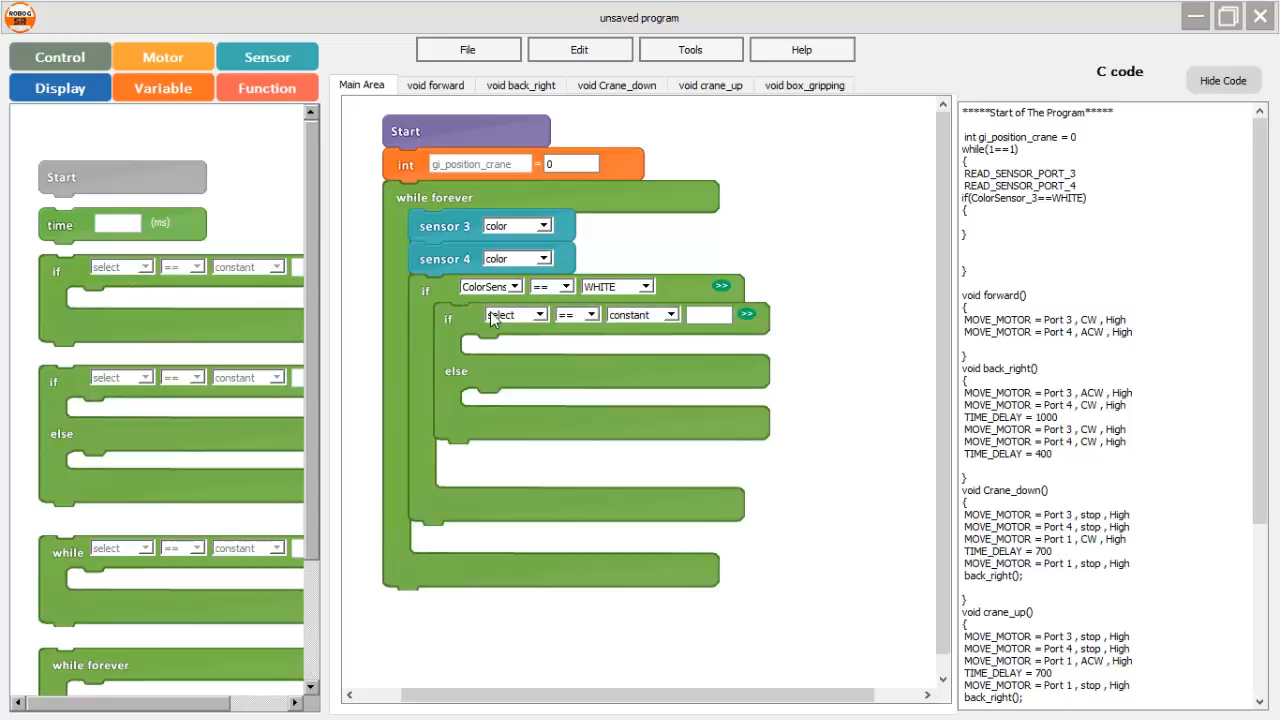 ROBO G
SR
unsaved program
Control Motor Sensor
Display Variable Function
File Edit Tools Help
Main Area void forward void back_right void Crane_down void crane_up void box_gripping
C code
Hide Code
Start
time (ms)
if select == constant
if select == constant
else
while select == constant
while forever
Start
int gi_position_crane = 0
while forever
sensor 3 color
sensor 4 color
if ColorSens == WHITE >>
if select == constant >>
else
*****Start of The Program*****
int gi_position_crane = 0
while(1==1)
{
READ_SENSOR_PORT_3
READ_SENSOR_PORT_4
if(ColorSensor_3==WHITE)
{
}
}
void forward()
{
MOVE_MOTOR = Port 3 , CW , High
MOVE_MOTOR = Port 4 , ACW , High
}
void back_right()
{
MOVE_MOTOR = Port 3 , ACW , High
MOVE_MOTOR = Port 4 , CW , High
TIME_DELAY = 1000
MOVE_MOTOR = Port 3 , CW , High
MOVE_MOTOR = Port 4 , CW , High
TIME_DELAY = 400
}
void Crane_down()
{
MOVE_MOTOR = Port 3 , stop , High
MOVE_MOTOR = Port 4 , stop , High
MOVE_MOTOR = Port 1 , CW , High
TIME_DELAY = 700
MOVE_MOTOR = Port 1 , stop , High
back_right();
}
void crane_up()
{
MOVE_MOTOR = Port 3 , stop , High
MOVE_MOTOR = Port 4 , stop , High
MOVE_MOTOR = Port 1 , ACW , High
TIME_DELAY = 700
MOVE_MOTOR = Port 1 , stop , High
back_right();